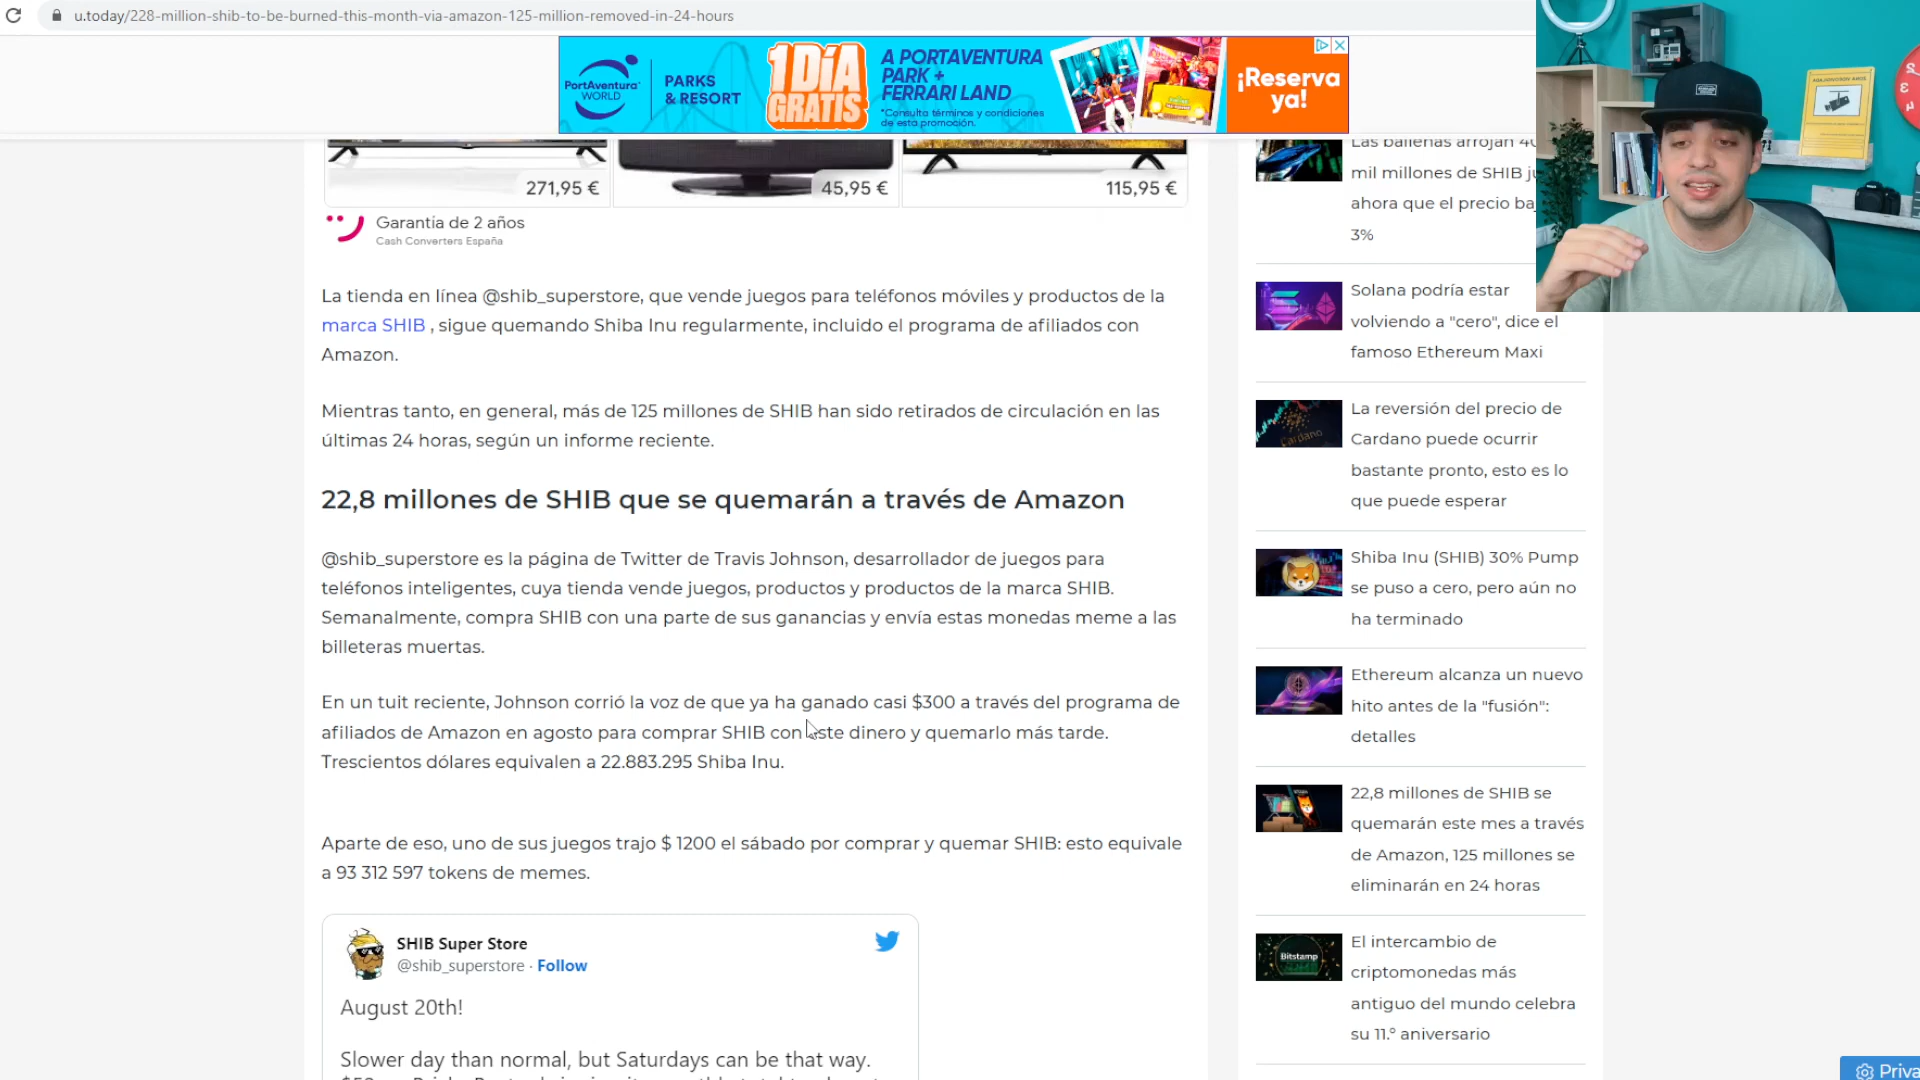 u.today/228-million-shib-to-be-burned-this-month-via-amazon-125-million-removed-in-24-hours
PortAventura
WORLD
PARKS
& RESORT
1 DÍA
GRATIS
A PORTAVENTURA
PARK +
FERRARI LAND
*Consulta términos y condiciones
de esta promoción.
¡Reserva
ya!
271,95 €
45,95 €
115,95 €
Garantía de 2 años
Cash Converters España
La tienda en línea @shib_superstore, que vende juegos para teléfonos móviles y productos de la
marca SHIB , sigue quemando Shiba Inu regularmente, incluido el programa de afiliados con
Amazon.
Mientras tanto, en general, más de 125 millones de SHIB han sido retirados de circulación en las
últimas 24 horas, según un informe reciente.
22,8 millones de SHIB que se quemarán a través de Amazon
@shib_superstore es la página de Twitter de Travis Johnson, desarrollador de juegos para
teléfonos inteligentes, cuya tienda vende juegos, productos y productos de la marca SHIB.
Semanalmente, compra SHIB con una parte de sus ganancias y envía estas monedas meme a las
billeteras muertas.
En un tuit reciente, Johnson corrió la voz de que ya ha ganado casi $300 a través del programa de
afiliados de Amazon en agosto para comprar SHIB con este dinero y quemarlo más tarde.
Trescientos dólares equivalen a 22.883.295 Shiba Inu.
Aparte de eso, uno de sus juegos trajo $ 1200 el sábado por comprar y quemar SHIB: esto equivale
a 93 312 597 tokens de memes.
SHIB Super Store
@shib_superstore · Follow
August 20th!
Slower day than normal, but Saturdays can be that way.
Las ballenas arrojan 40
mil millones de SHIB
ahora que el precio
3%
Solana podría estar
volviendo a "cero", dice el
famoso Ethereum Maxi
La reversión del precio de
Cardano puede ocurrir
bastante pronto, esto es lo
que puede esperar
Cardano
Shiba Inu (SHIB) 30% Pump
se puso a cero, pero aún no
ha terminado
Ethereum alcanza un nuevo
hito antes de la "fusión":
detalles
22,8 millones de SHIB se
quemarán este mes a través
de Amazon, 125 millones se
eliminarán en 24 horas
El intercambio de
criptomonedas más
antiguo del mundo celebra
su 11.º aniversario
Bitstamp
Priva